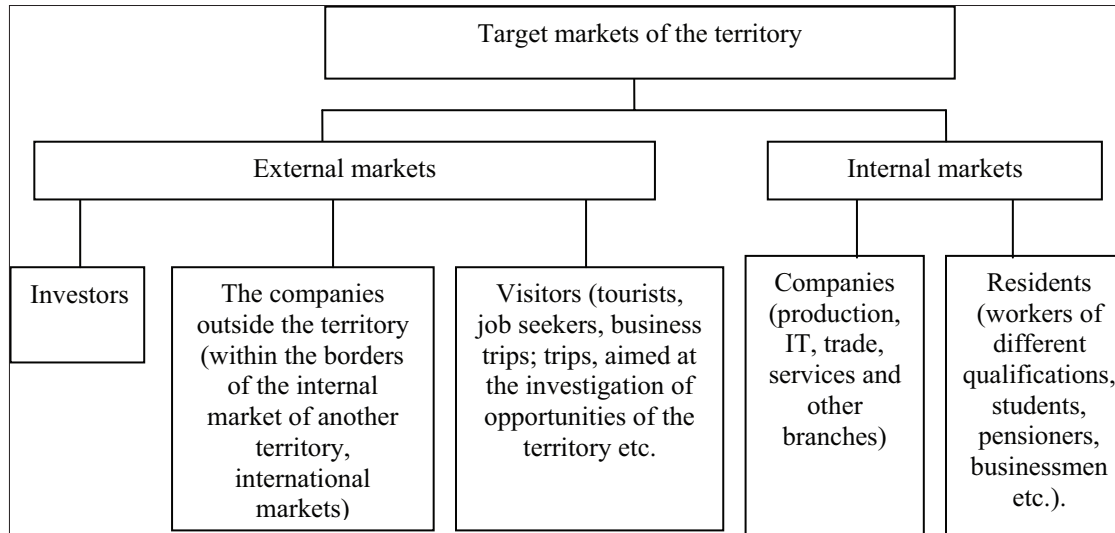 Target markets of the territory
External markets
Internal markets
Investors
The companies
outside the territory
(within the borders
of the internal
market of another
territory,
international
markets)
Visitors (tourists,
job seekers, business
trips; trips, aimed at
the investigation of
opportunities of the
territory etc.
Companies
(production,
IT, trade,
services and
other
branches)
Residents
(workers of
different
qualifications,
students,
pensioners,
businessmen
etc.).